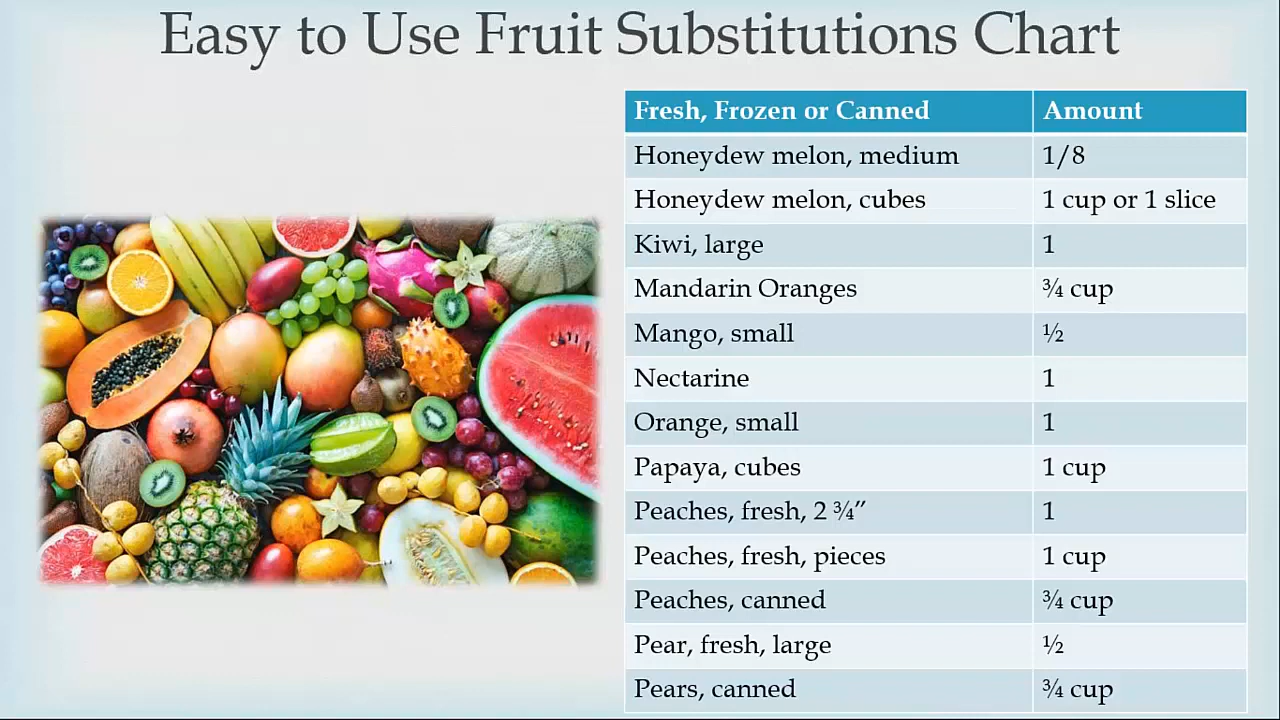 Easy to Use Fruit Substitutions Chart
Fresh, Frozen or Canned Amount
Honeydew melon, medium 1/8
Honeydew melon, cubes 1 cup or 1 slice
Kiwi, large 1
Mandarin Oranges ¾ cup
Mango, small ½
Nectarine 1
Orange, small 1
Papaya, cubes 1 cup
Peaches, fresh, 2 ¾” 1
Peaches, fresh, pieces 1 cup
Peaches, canned ¾ cup
Pear, fresh, large ½
Pears, canned ¾ cup